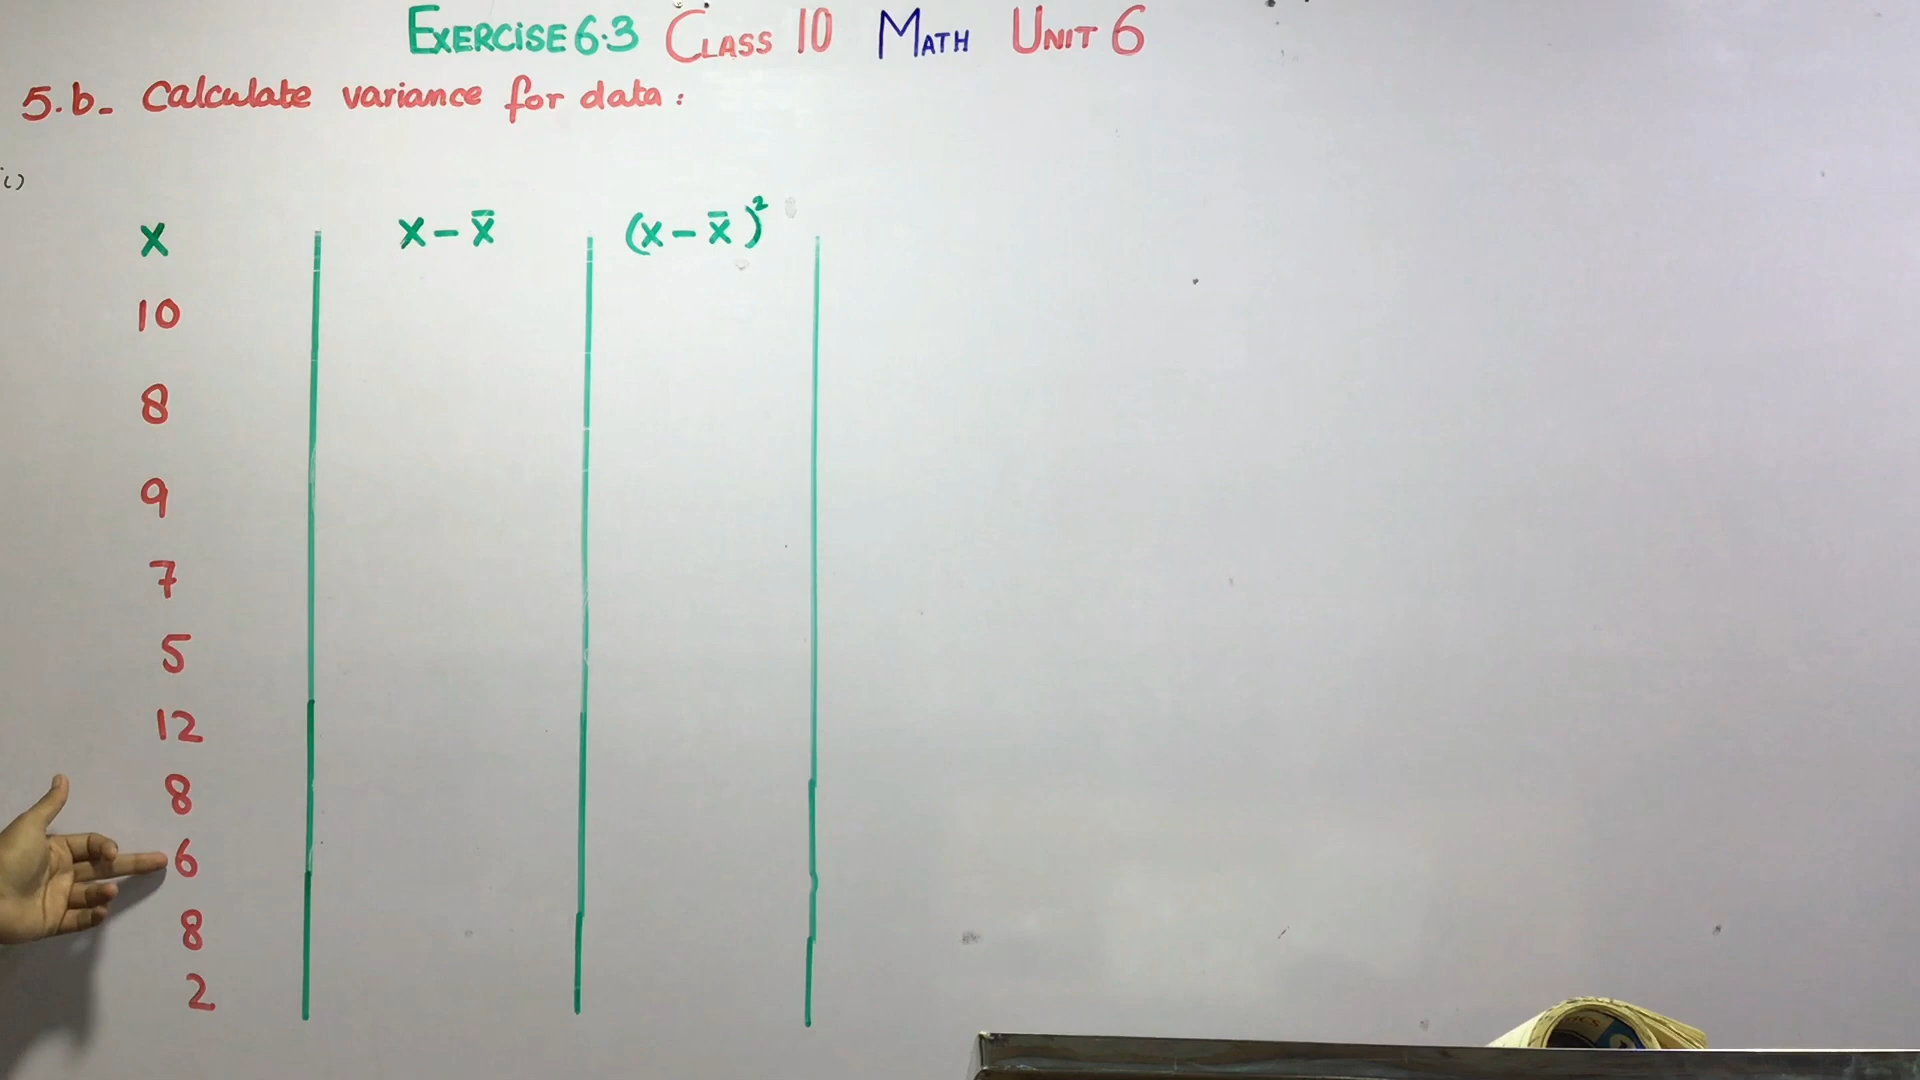 EXERCISE 6.3 CLASS 10 MATH UNIT 6
5.b- Calculate variance for data :
i)
X X - X̄ (X - X̄)²
10
8
9
7
5
12
8
6
8
2